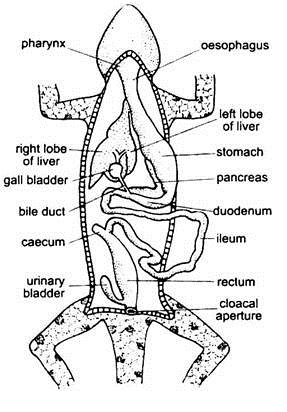 pharynx
oesophagus
left lobe
of liver
right lobe
of liver
stomach
gall bladder
pancreas
bile duct
duodenum
caecum
ileum
urinary
bladder
rectum
cloacal
aperture